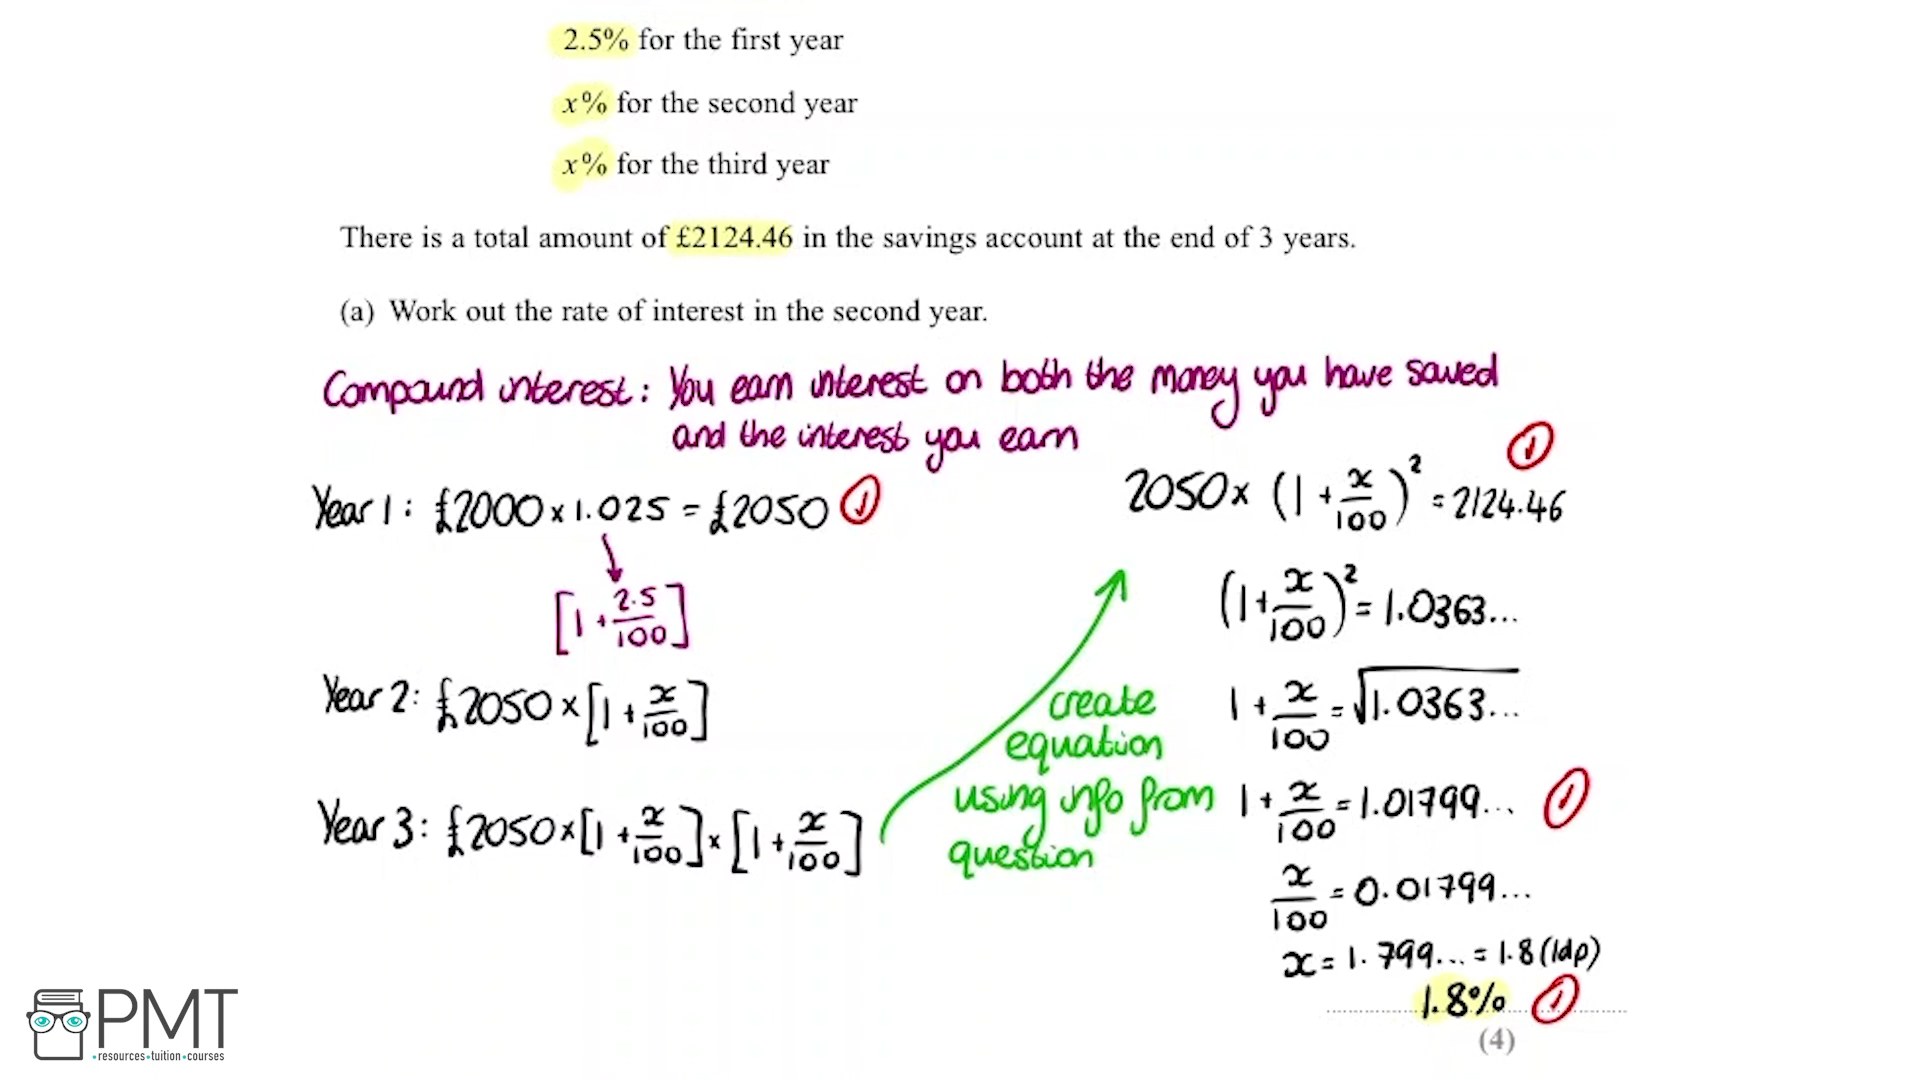 2.5% for the first year
x% for the second year
x% for the third year
There is a total amount of £2124.46 in the savings account at the end of 3 years.
(a) Work out the rate of interest in the second year.
Compound interest: You earn interest on both the money you have saved
and the interest you earn
Year 1: £2000 × 1.025 = £2050 ①
[1 + 2.5/100]
Year 2: £2050 × [1 + x/100]
Year 3: £2050 × [1 + x/100] × [1 + x/100]
create
equation
using info from
question
2050 × (1 + x/100)² = 2124.46 ①
(1 + x/100)² = 1.0363...
1 + x/100 = √1.0363...
1 + x/100 = 1.01799... ①
x/100 = 0.01799...
x = 1.799... = 1.8 (1dp)
1.8% ①
(4)
PMT
•resources•tuition•courses